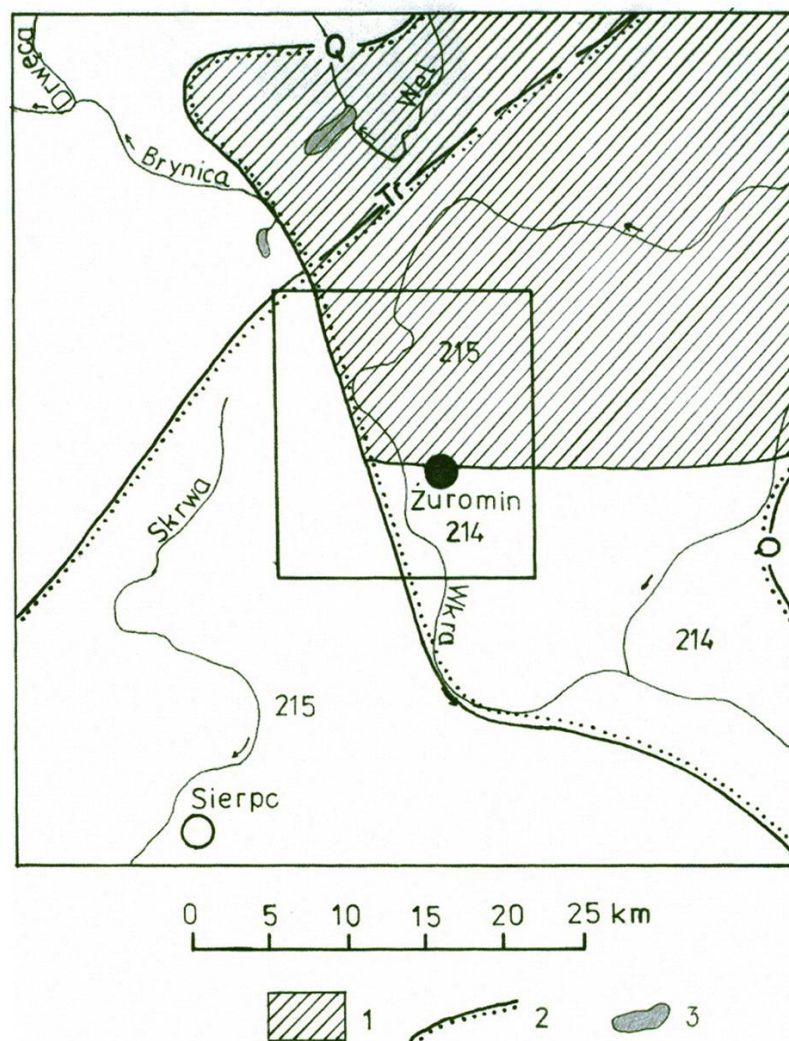 Q
Drwęca
Wel
Brynica
Tr
215
Skrwa
Żuromin
214
Q
Wkra
214
215
Sierpc
0 5 10 15 20 25 km
1 2 3